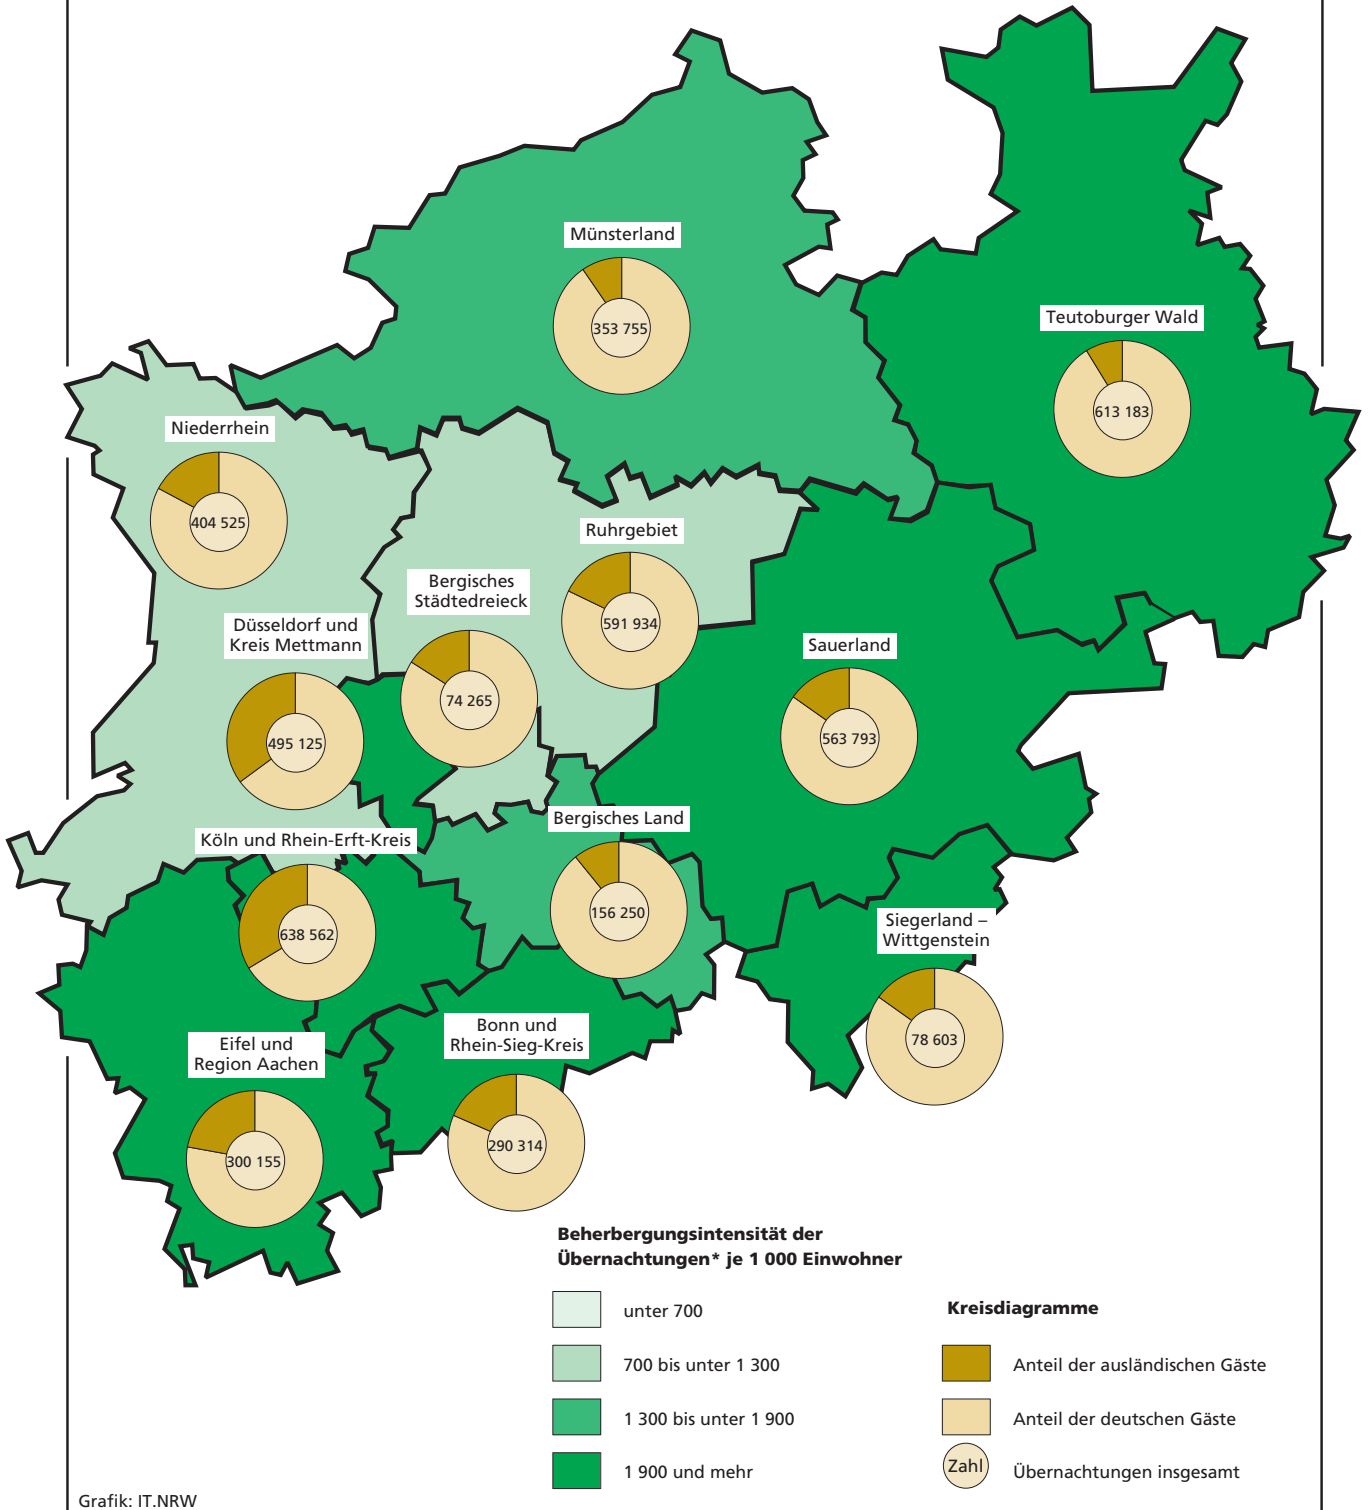 Münsterland
353 755
Teutoburger Wald
613 183
Niederrhein
404 525
Ruhrgebiet
591 934
Bergisches
Städtedreieck
74 265
Düsseldorf und
Kreis Mettmann
495 125
Sauerland
563 793
Bergisches Land
156 250
Köln und Rhein-Erft-Kreis
638 562
Siegerland –
Wittgenstein
78 603
Bonn und
Rhein-Sieg-Kreis
290 314
Eifel und
Region Aachen
300 155
Beherbergungsintensität der
Übernachtungen* je 1 000 Einwohner
unter 700
700 bis unter 1 300
1 300 bis unter 1 900
1 900 und mehr
Kreisdiagramme
Anteil der ausländischen Gäste
Anteil der deutschen Gäste
Zahl Übernachtungen insgesamt
Grafik: IT.NRW